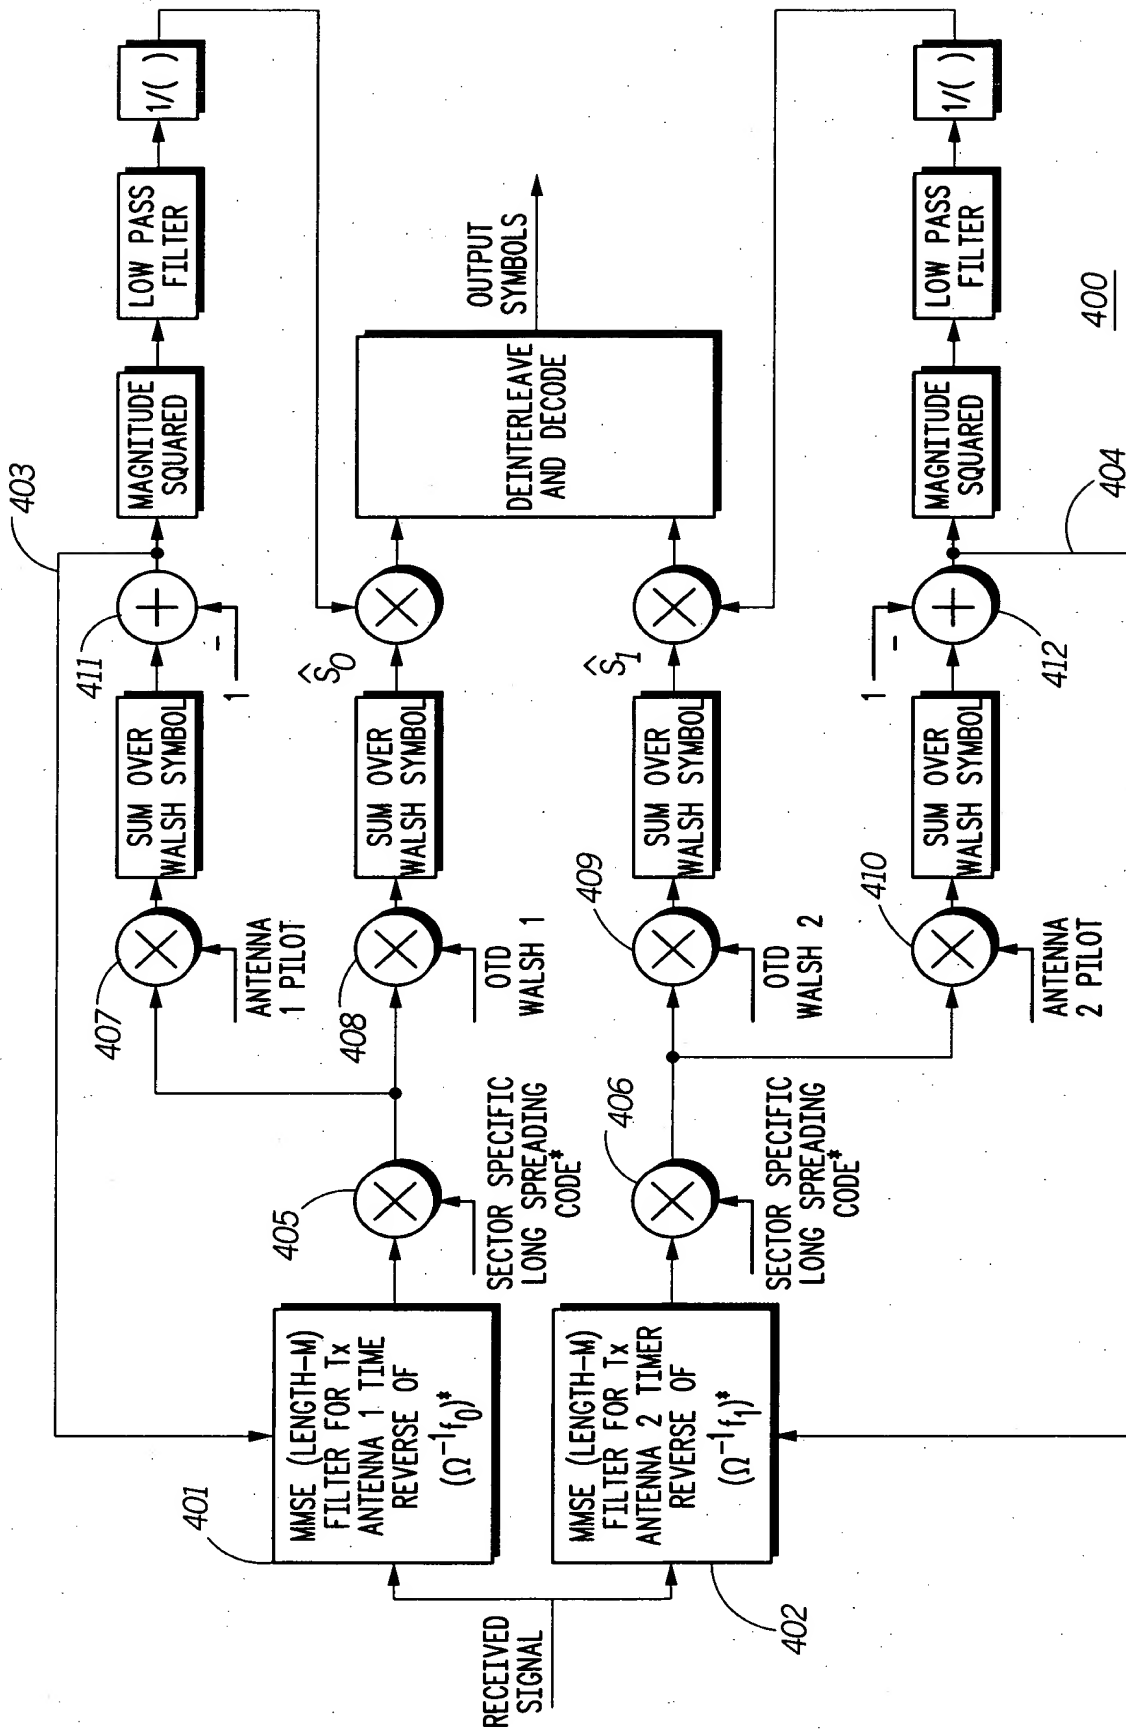 403
411
SUM OVER
WALSH SYMBOL
MAGNITUDE
SQUARED
LOW PASS
FILTER
1/( )
1
-
407
ANTENNA
1 PILOT
401
MMSE (LENGTH-M)
FILTER FOR Tx
ANTENNA 1 TIME
REVERSE OF
(Ω⁻¹f₀)*
405
SECTOR SPECIFIC
LONG SPREADING
CODE*
408
OTD
WALSH 1
SUM OVER
WALSH SYMBOL
Ŝ₀
DEINTERLEAVE
AND DECODE
OUTPUT
SYMBOLS
RECEIVED
SIGNAL
MMSE (LENGTH-M)
FILTER FOR Tx
ANTENNA 2 TIMER
REVERSE OF
(Ω⁻¹f₁)*
402
406
SECTOR SPECIFIC
LONG SPREADING
CODE*
409
OTD
WALSH 2
SUM OVER
WALSH SYMBOL
Ŝ₁
410
ANTENNA
2 PILOT
SUM OVER
WALSH SYMBOL
1
-
412
MAGNITUDE
SQUARED
LOW PASS
FILTER
1/( )
404
400